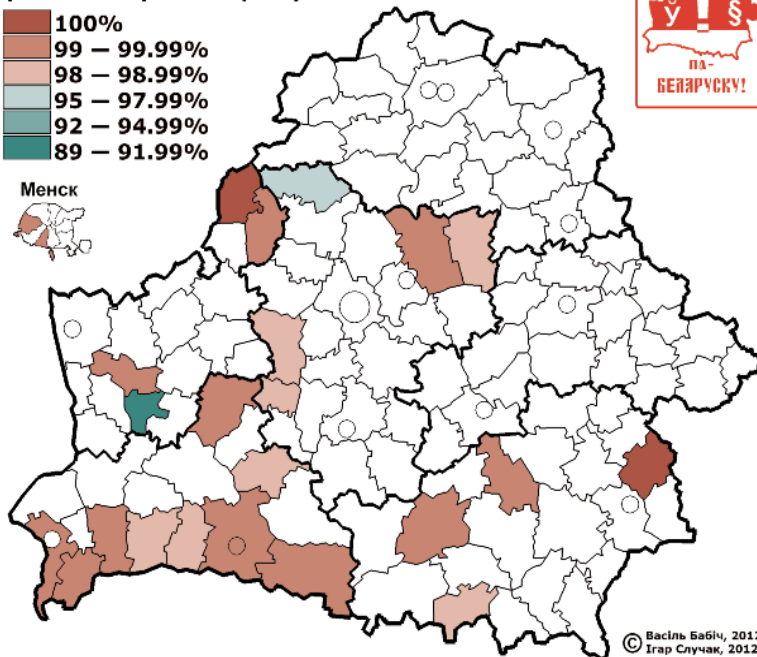 100%
99 — 99.99%
98 — 98.99%
95 — 97.99%
92 — 94.99%
89 — 91.99%
Менск
Ў ! §
ПА-
БЕЛАРУСКУ!
© Васіль Бабіч, 2012
Ігар Случак, 2012